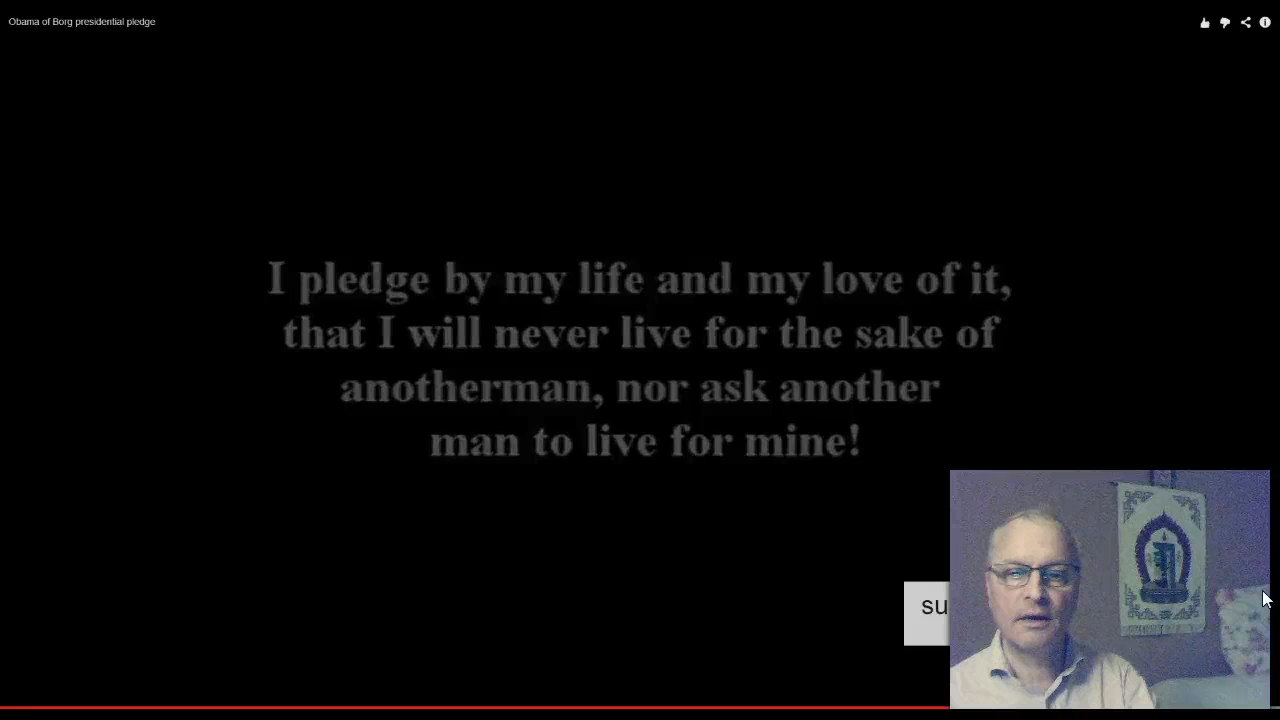 Obama of Borg presidential pledge
I pledge by my life and my love of it,
that I will never live for the sake of
anotherman, nor ask another
man to live for mine!
su